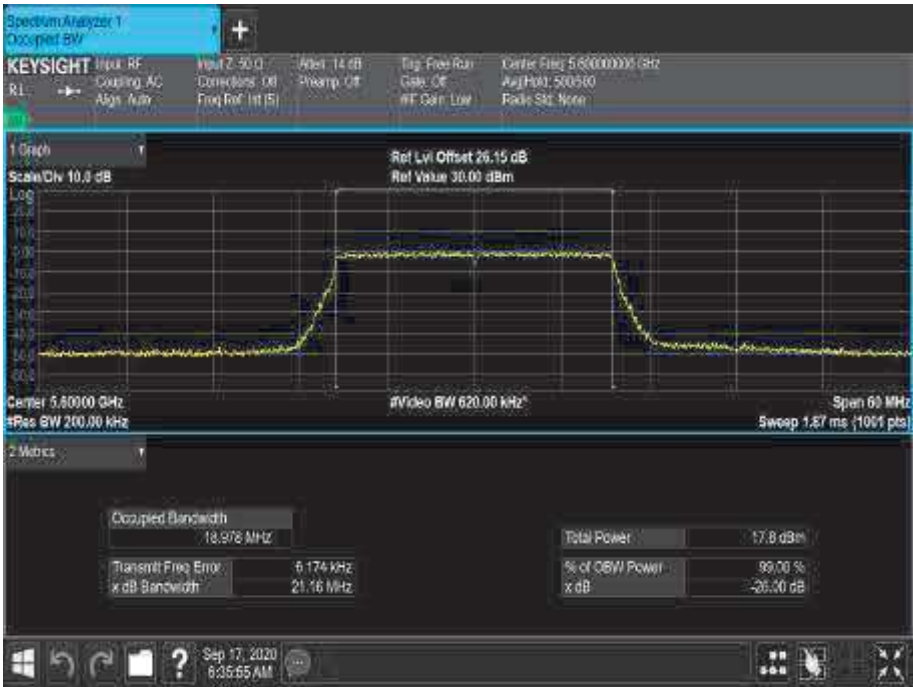 Spectrum Analyzer 1
Occupied BW
+
KEYSIGHT Input: RF Input Z: 50 Ω Atten: 14 dB Trig: Free Run Center Freq: 5.600000000 GHz
Coupling: AC Corrections: Off Preamp: Off Gate: Off Avg|Hold: 500/500
Align: Auto Freq Ref: Int (S) #IF Gain: Low Radio Std: None
1 Graph
Ref Lvl Offset 26.15 dB
Scale/Div 10.0 dB Ref Value 30.00 dBm
Log
Center 5.60000 GHz #Video BW 620.00 kHz* Span 60 MHz
#Res BW 200.00 kHz Sweep 1.87 ms (1001 pts)
2 Metrics
Occupied Bandwidth
18.978 MHz Total Power 17.8 dBm
Transmit Freq Error 6.174 kHz % of OBW Power 99.00 %
x dB Bandwidth 21.16 MHz x dB -26.00 dB
?
Sep 17, 2020
6:35:55 AM